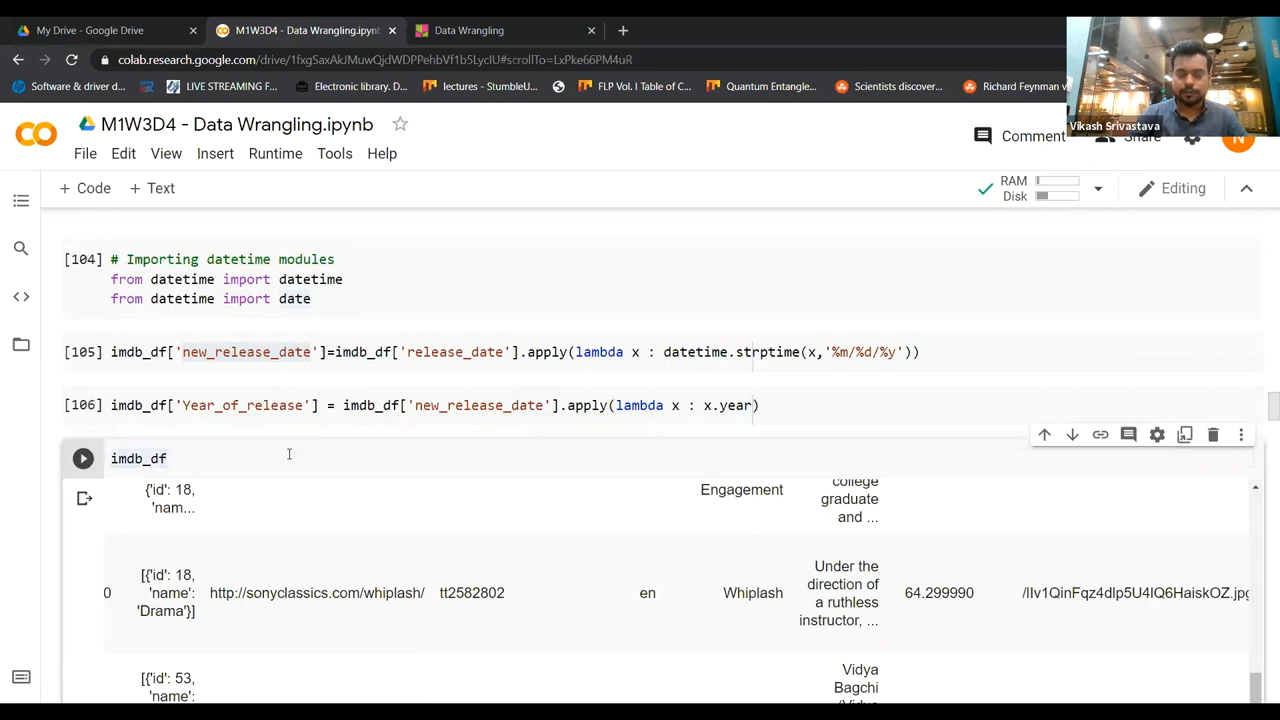 My Drive - Google Drive
M1W3D4 - Data Wrangling.ipynb
Data Wrangling
colab.research.google.com/drive/1fxgSaxAkJMuwQjdWDPPehbVf1b5LycIU#scrollTo=LxPke66PM4uR
Software & driver d...
LIVE STREAMING F...
Electronic library. D...
lectures - StumbleU...
FLP Vol. I Table of C...
Quantum Entangle...
Scientists discover...
Richard Feynman v
Vikash Srivastava
CO
M1W3D4 - Data Wrangling.ipynb
Comment
Share
N
File Edit View Insert Runtime Tools Help
+ Code + Text
RAM
Disk
Editing
[104] # Importing datetime modules
from datetime import datetime
from datetime import date
[105] imdb_df['new_release_date']=imdb_df['release_date'].apply(lambda x : datetime.strptime(x,'%m/%d/%y'))
[106] imdb_df['Year_of_release'] = imdb_df['new_release_date'].apply(lambda x : x.year)
imdb_df
{'id': 18,
'nam...
Engagement
college
graduate
and ...
0
[{'id': 18,
'name':
'Drama'}]
http://sonyclassics.com/whiplash/
tt2582802
en
Whiplash
Under the
direction of
a ruthless
instructor, ...
64.299990
/lIv1QinFqz4dlp5U4lQ6HaiskOZ.jpg
[{'id': 53,
'name':
Vidya
Bagchi
(Vidya